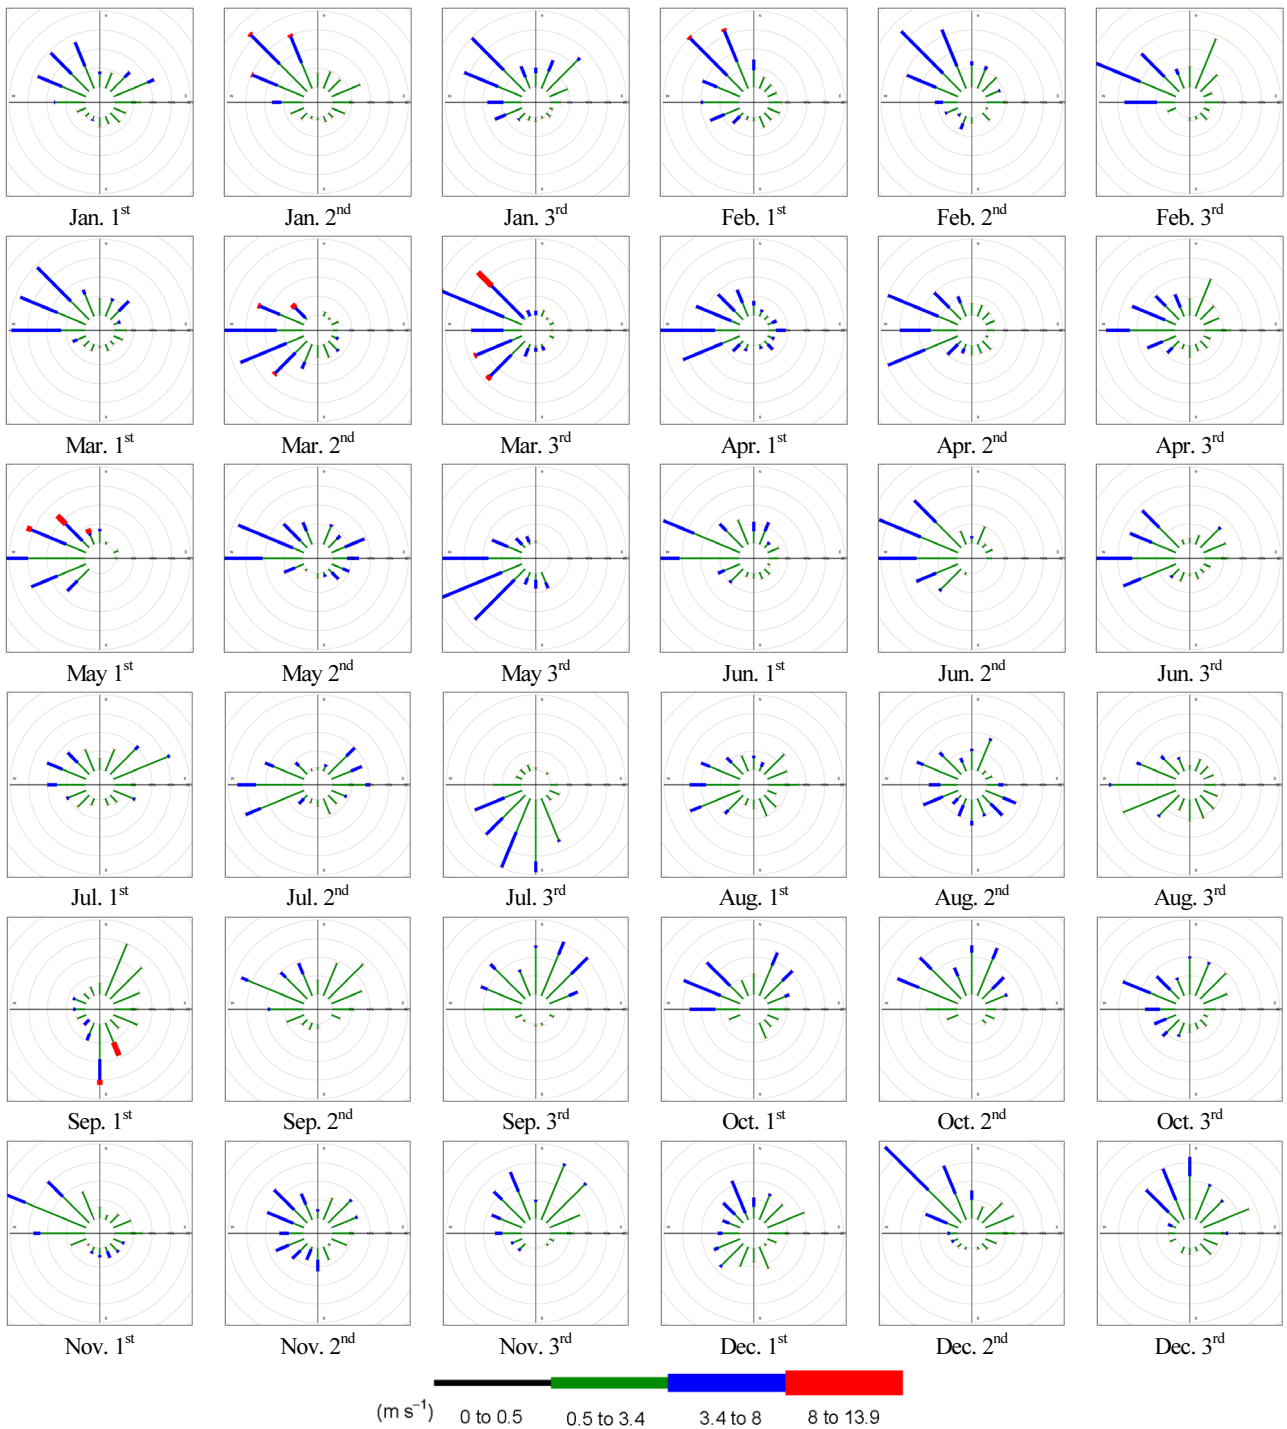 Jan. 1st Jan. 2nd Jan. 3rd Feb. 1st Feb. 2nd Feb. 3rd
Mar. 1st Mar. 2nd Mar. 3rd Apr. 1st Apr. 2nd Apr. 3rd
May 1st May 2nd May 3rd Jun. 1st Jun. 2nd Jun. 3rd
Jul. 1st Jul. 2nd Jul. 3rd Aug. 1st Aug. 2nd Aug. 3rd
Sep. 1st Sep. 2nd Sep. 3rd Oct. 1st Oct. 2nd Oct. 3rd
Nov. 1st Nov. 2nd Nov. 3rd Dec. 1st Dec. 2nd Dec. 3rd
(m s⁻¹) 0 to 0.5 0.5 to 3.4 3.4 to 8 8 to 13.9